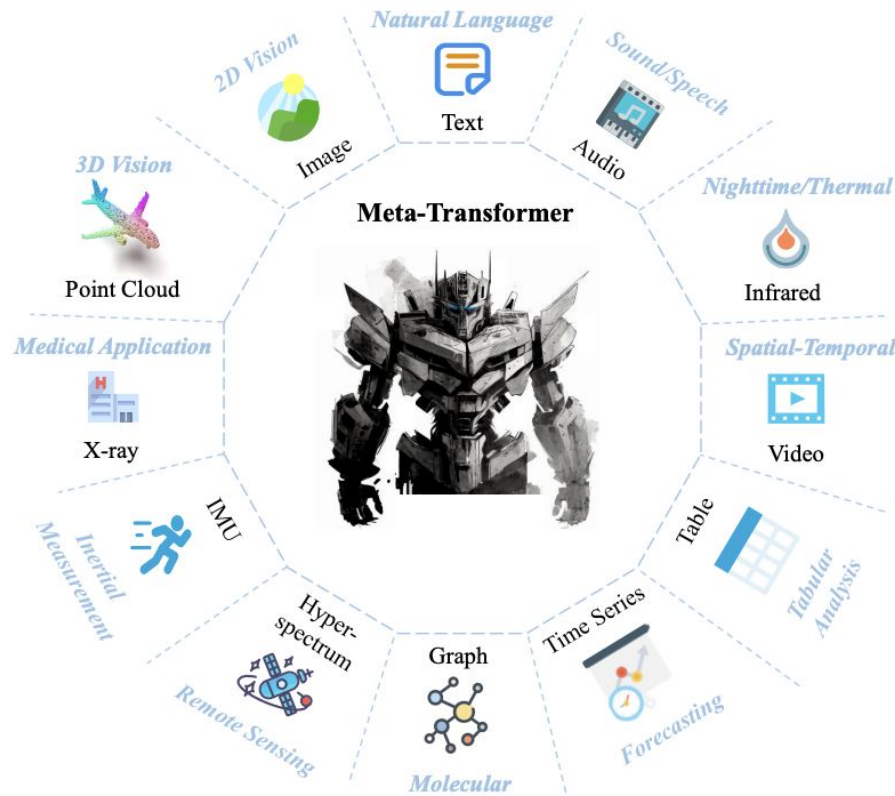 Natural Language
Text
2D Vision
Image
Sound/Speech
Audio
3D Vision
Point Cloud
Nighttime/Thermal
Infrared
Meta-Transformer
Medical Application
H
X-ray
Spatial-Temporal
Video
IMU
Inertial
Measurement
Table
Tabular
Analysis
Hyper-
spectrum
Remote Sensing
Graph
Molecular
Time Series
Forecasting